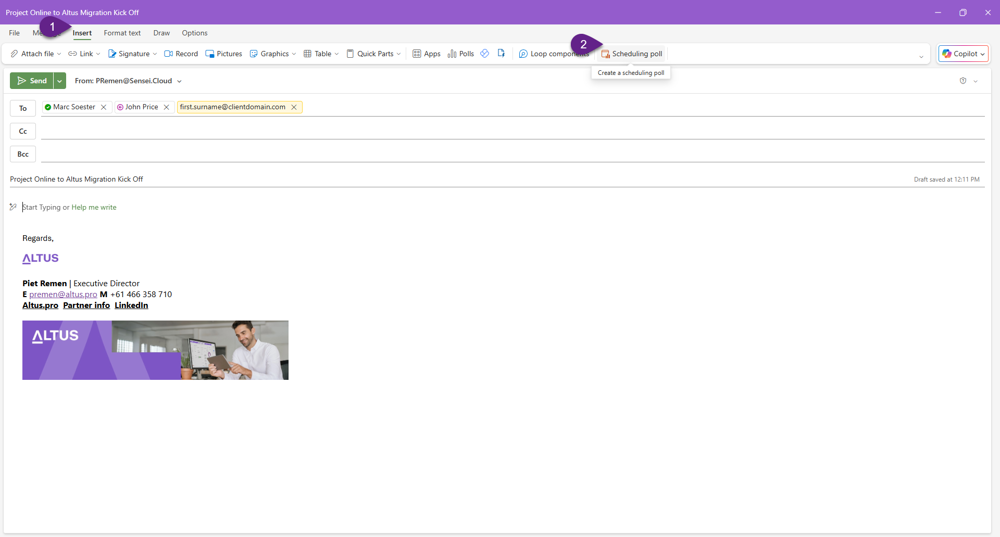 Project Online to Altus Migration Kick Off
1
File Insert Format text Draw Options
2
Attach file Link Signature Record Pictures Graphics Table Quick Parts Apps Polls Loop components Scheduling poll Copilot
Create a scheduling poll
Send From: PRemen@Sensei.Cloud
To Marc Soester John Price first.surname@clientdomain.com
Cc
Bcc
Project Online to Altus Migration Kick Off Draft saved at 12:11 PM
Start Typing or Help me write
Regards,
ALTUS
Piet Remen | Executive Director
E premen@altus.pro M +61 466 358 710
Altus.pro Partner info LinkedIn
ALTUS